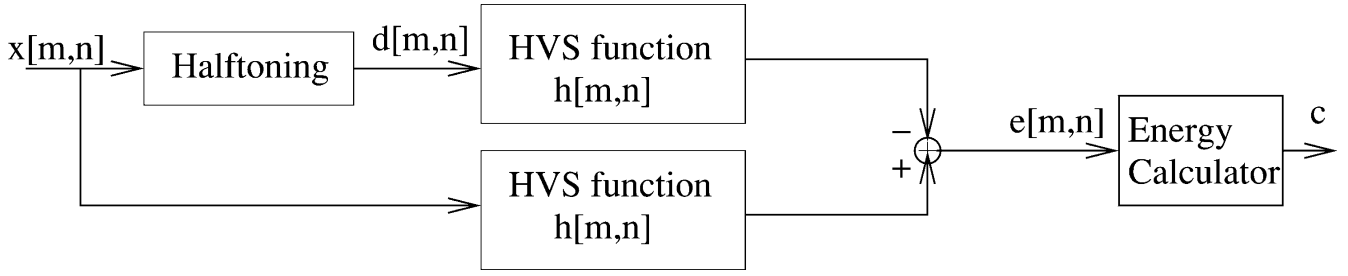 x[m,n]
Halftoning
d[m,n]
HVS function
h[m,n]
HVS function
h[m,n]
−
+
e[m,n]
Energy
Calculator
c